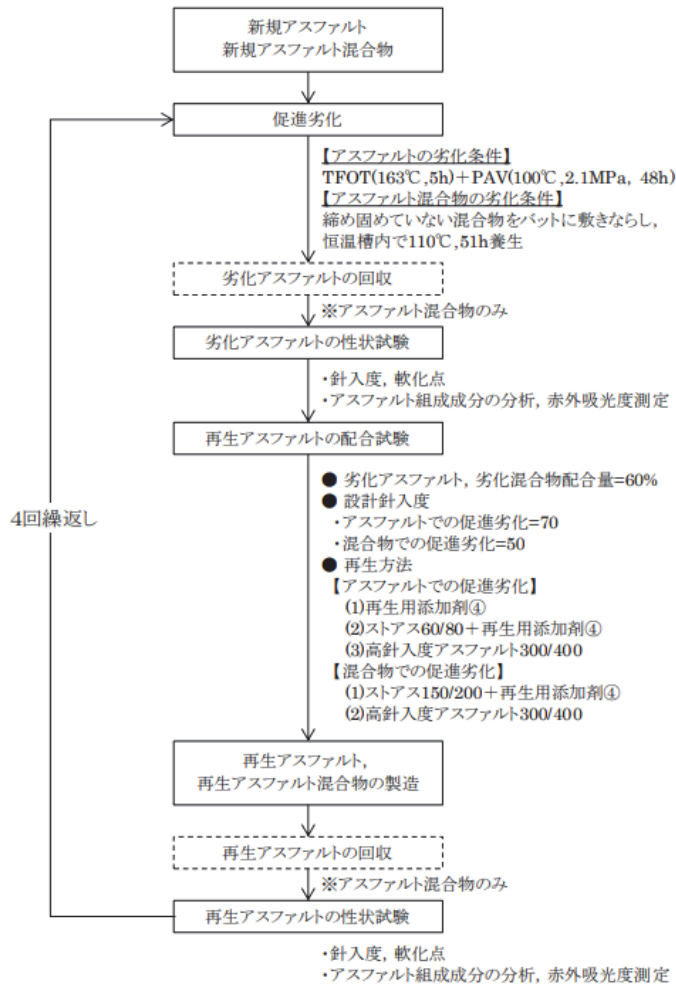 新規アスファルト
新規アスファルト混合物
促進劣化
【アスファルトの劣化条件】
TFOT(163℃,5h)+PAV(100℃,2.1MPa, 48h)
【アスファルト混合物の劣化条件】
締め固めていない混合物をバットに敷きならし,
恒温槽内で110℃,51h養生
劣化アスファルトの回収
※アスファルト混合物のみ
劣化アスファルトの性状試験
・針入度, 軟化点
・アスファルト組成成分の分析, 赤外吸光度測定
再生アスファルトの配合試験
● 劣化アスファルト, 劣化混合物配合量=60%
● 設計針入度
・アスファルトでの促進劣化=70
・混合物での促進劣化=50
● 再生方法
【アスファルトでの促進劣化】
(1)再生用添加剤④
(2)ストアス60/80+再生用添加剤④
(3)高針入度アスファルト300/400
【混合物での促進劣化】
(1)ストアス150/200+再生用添加剤④
(2)高針入度アスファルト300/400
4回繰返し
再生アスファルト,
再生アスファルト混合物の製造
再生アスファルトの回収
※アスファルト混合物のみ
再生アスファルトの性状試験
・針入度, 軟化点
・アスファルト組成成分の分析, 赤外吸光度測定